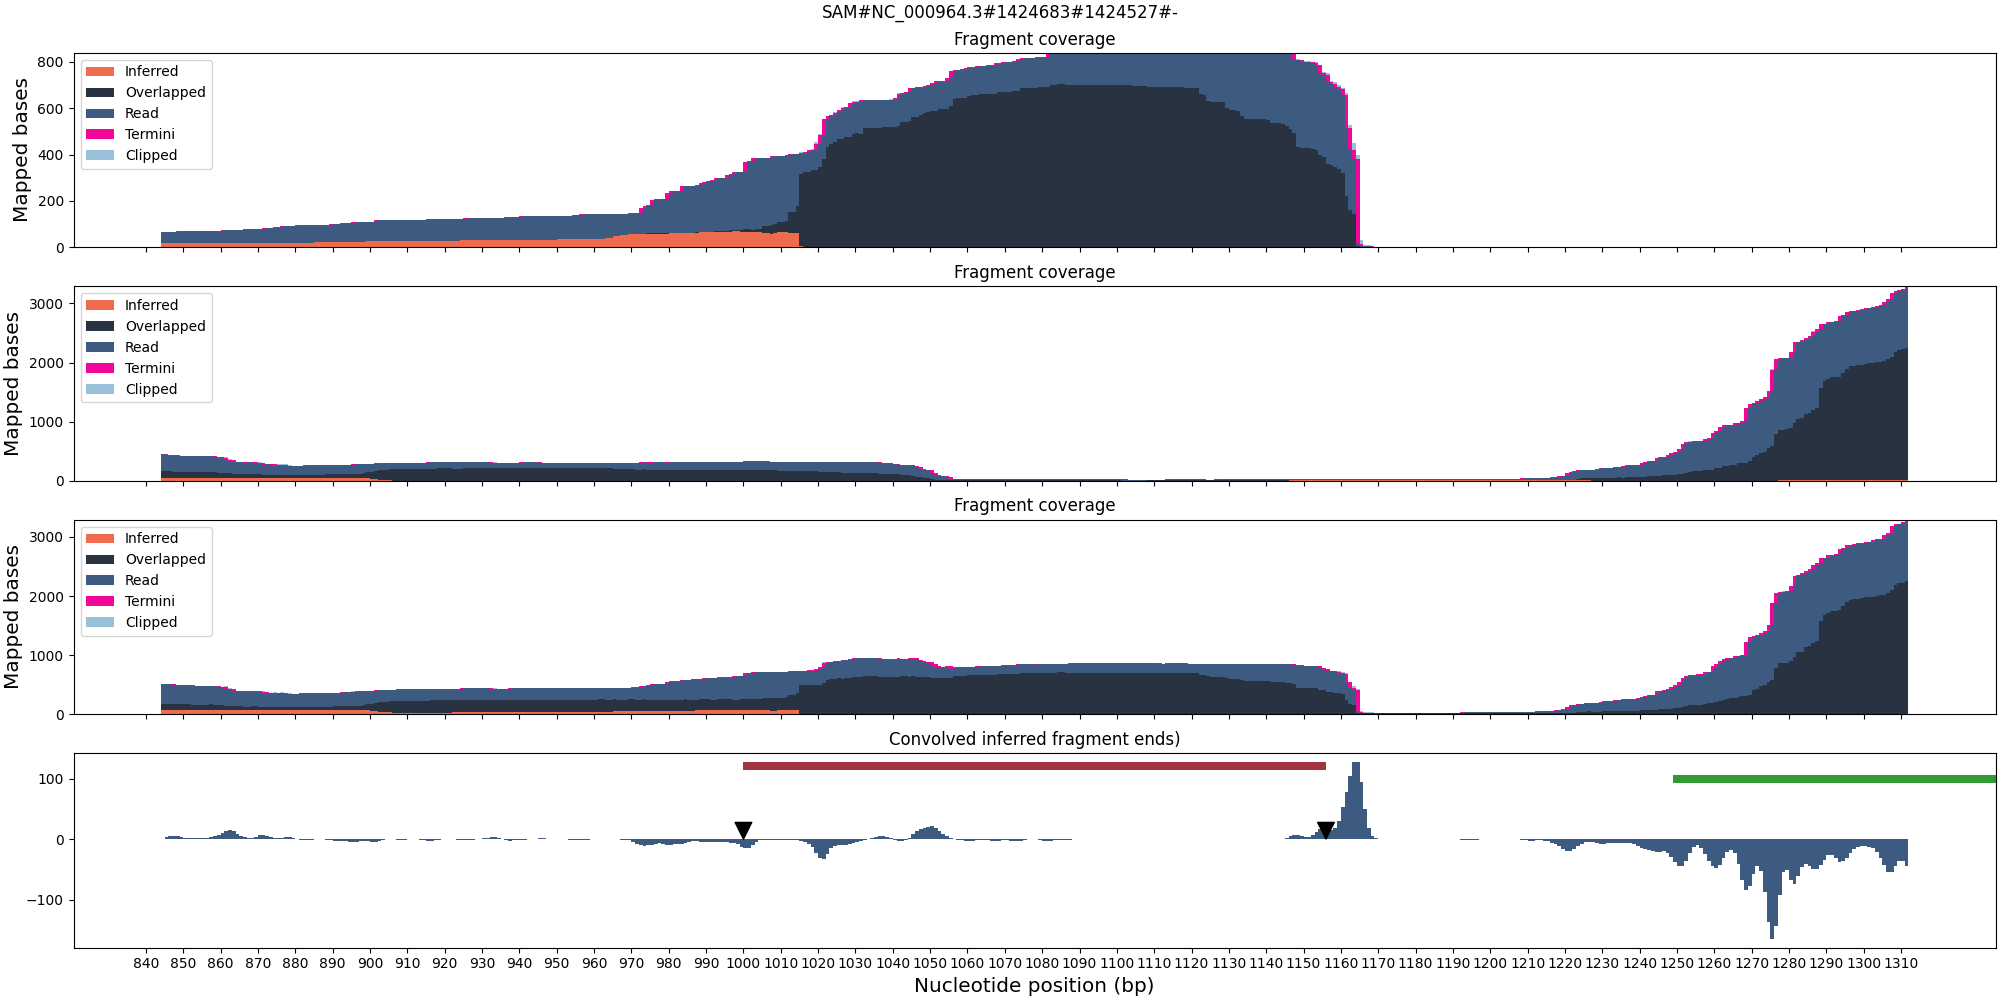 SAM#NC_000964.3#1424683#1424527#-
Fragment coverage
800
600
400
200
0
Mapped bases
Inferred
Overlapped
Read
Termini
Clipped
Fragment coverage
3000
2000
1000
0
Mapped bases
Inferred
Overlapped
Read
Termini
Clipped
Fragment coverage
3000
2000
1000
0
Mapped bases
Inferred
Overlapped
Read
Termini
Clipped
Convolved inferred fragment ends)
100
0
−100
840 850 860 870 880 890 900 910 920 930 940 950 960 970 980 990 1000 1010 1020 1030 1040 1050 1060 1070 1080 1090 1100 1110 1120 1130 1140 1150 1160 1170 1180 1190 1200 1210 1220 1230 1240 1250 1260 1270 1280 1290 1300 1310
Nucleotide position (bp)